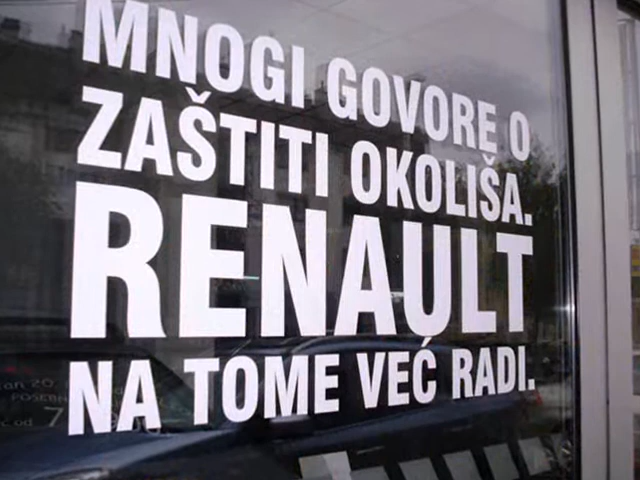 MNOGI GOVORE O
ZAŠTITI OKOLIŠA.
RENAULT
NA TOME VEĆ RADI.